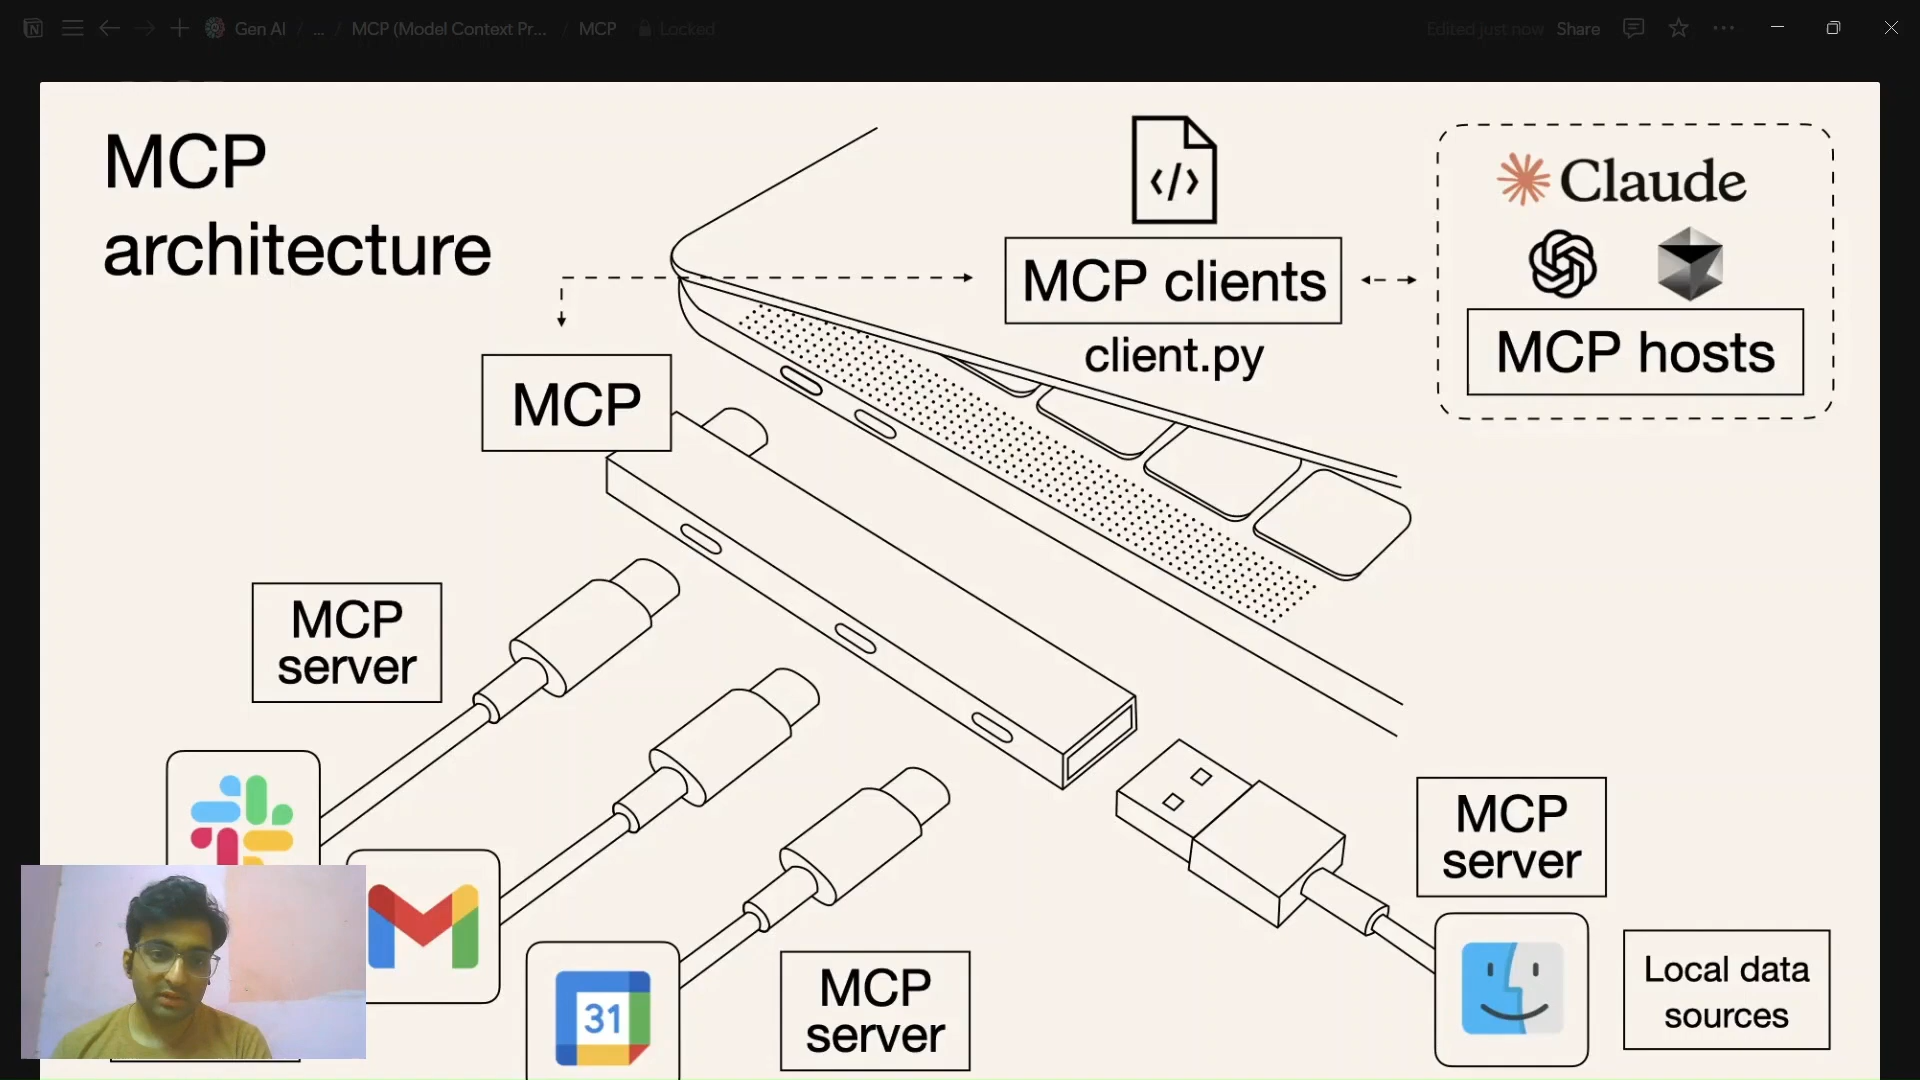 Gen AI / ... / MCP (Model Context Pr... / MCP Locked
Edited just now Share
MCP
architecture
</>
MCP clients
client.py
Claude
MCP hosts
MCP
MCP
server
MCP
server
31
MCP
server
Local data
sources